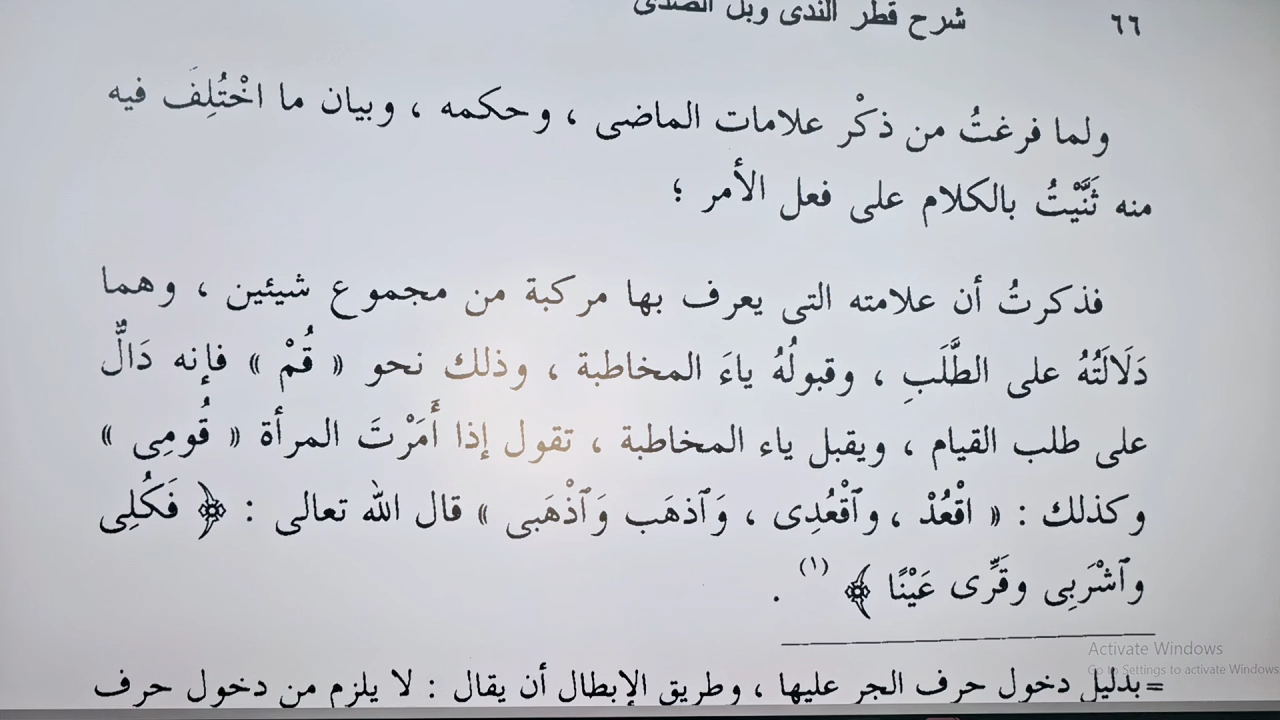 ٦٦ شرح قطر الندى وبل الصدى
ولما فرغتُ من ذكْر علامات الماضى ، وحكمه ، وبيان ما اخْتُلِفَ فيه
منه ثَنَّيْتُ بالكلام على فعل الأمر ؛
فذكرتُ أن علامته التى يعرف بها مركبة من مجموع شيئين ، وهما
دَلَالَتُهُ على الطَّلَبِ ، وقبولُهُ ياءَ المخاطبة ، وذلك نحو « قُمْ » فإنه دَالٌّ
على طلب القيام ، ويقبل ياء المخاطبة ، تقول إذا أَمَرْتَ المرأة « قُومِى »
وكذلك : « اقْعُدْ ، وٱقْعُدِى ، وَٱذهَب وَٱذْهَبى » قال الله تعالى : ﴿ فَكُلِى
وٱشْرَبِى وقَرِّى عَيْنًا ﴾ (١) .
= بدليل دخول حرف الجر عليها ، وطريق الإبطال أن يقال : لا يلزم من دخول حرف
Activate Windows
Go to Settings to activate Windows